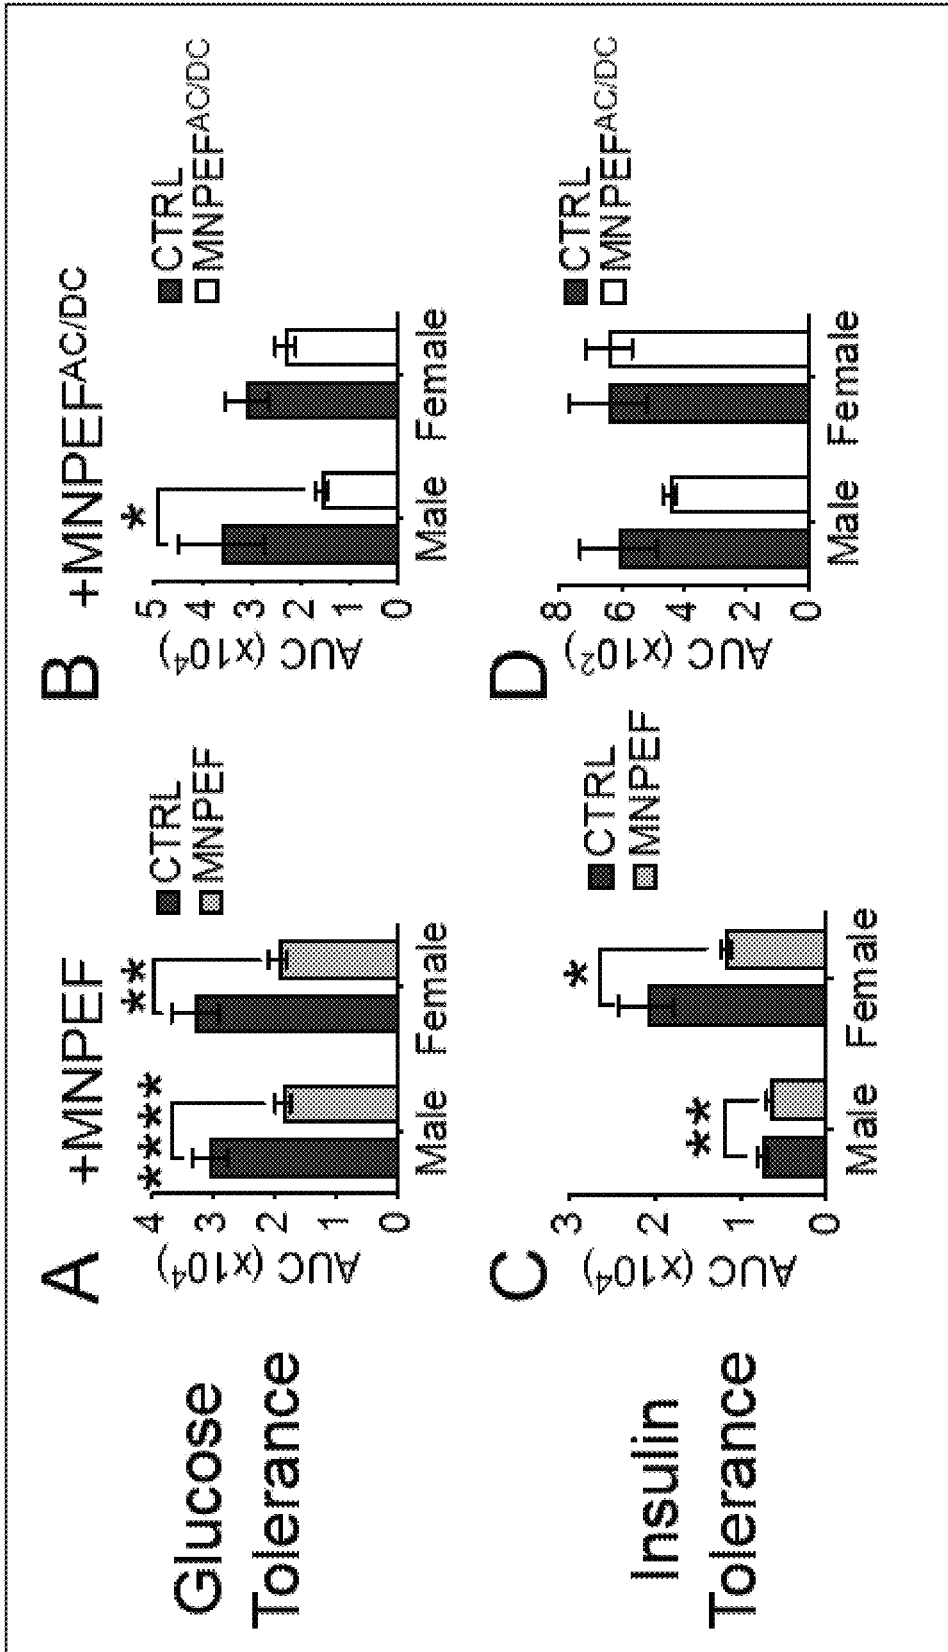 +MNPEF
+MNPEFAC/DC
Glucose
Tolerance
A
AUC (x10⁴)
4
3
2
1
0
****
**
Male Female
CTRL
MNPEF
B
AUC (x10⁴)
5
4
3
2
1
0
*
Male Female
CTRL
MNPEFAC/DC
Insulin
Tolerance
C
AUC (x10⁴)
3
2
1
0
**
*
Male Female
CTRL
MNPEF
D
AUC (x10²)
8
6
4
2
0
Male Female
CTRL
MNPEFAC/DC